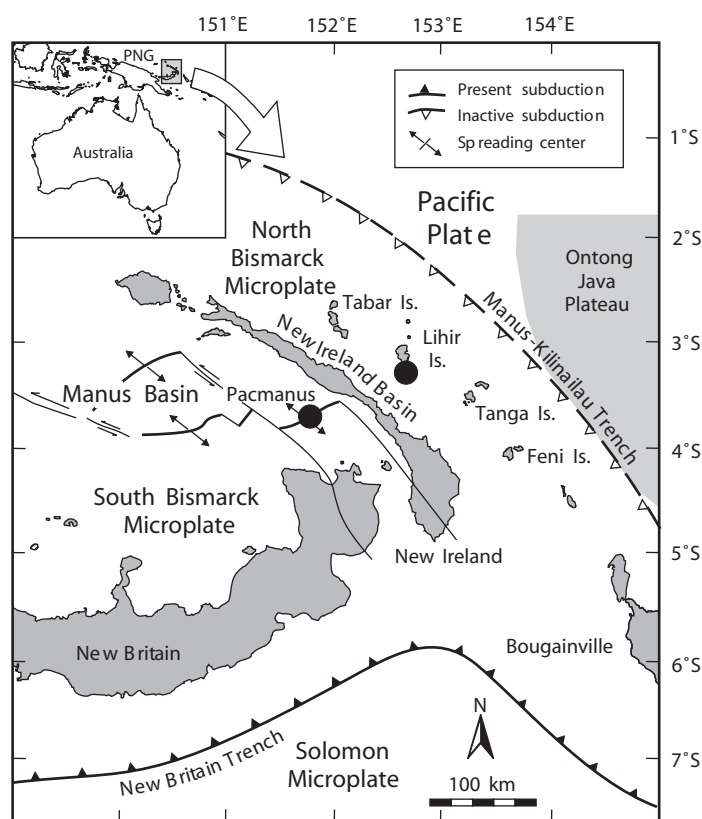 151°E 152°E 153°E 154°E
PNG
Australia
Present subduction
Inactive subduction
Spreading center
1°S
Pacific
Plate
2°S
North
Bismarck
Microplate
Ontong
Java
Plateau
Tabar Is.
Lihir
Is.
New Ireland Basin
Manus-Kilinailau Trench
3°S
Manus Basin
Pacmanus
Tanga Is.
Feni Is.
4°S
South Bismarck
Microplate
New Ireland
5°S
New Britain
Bougainville
6°S
N
New Britain Trench
Solomon
Microplate
100 km
7°S